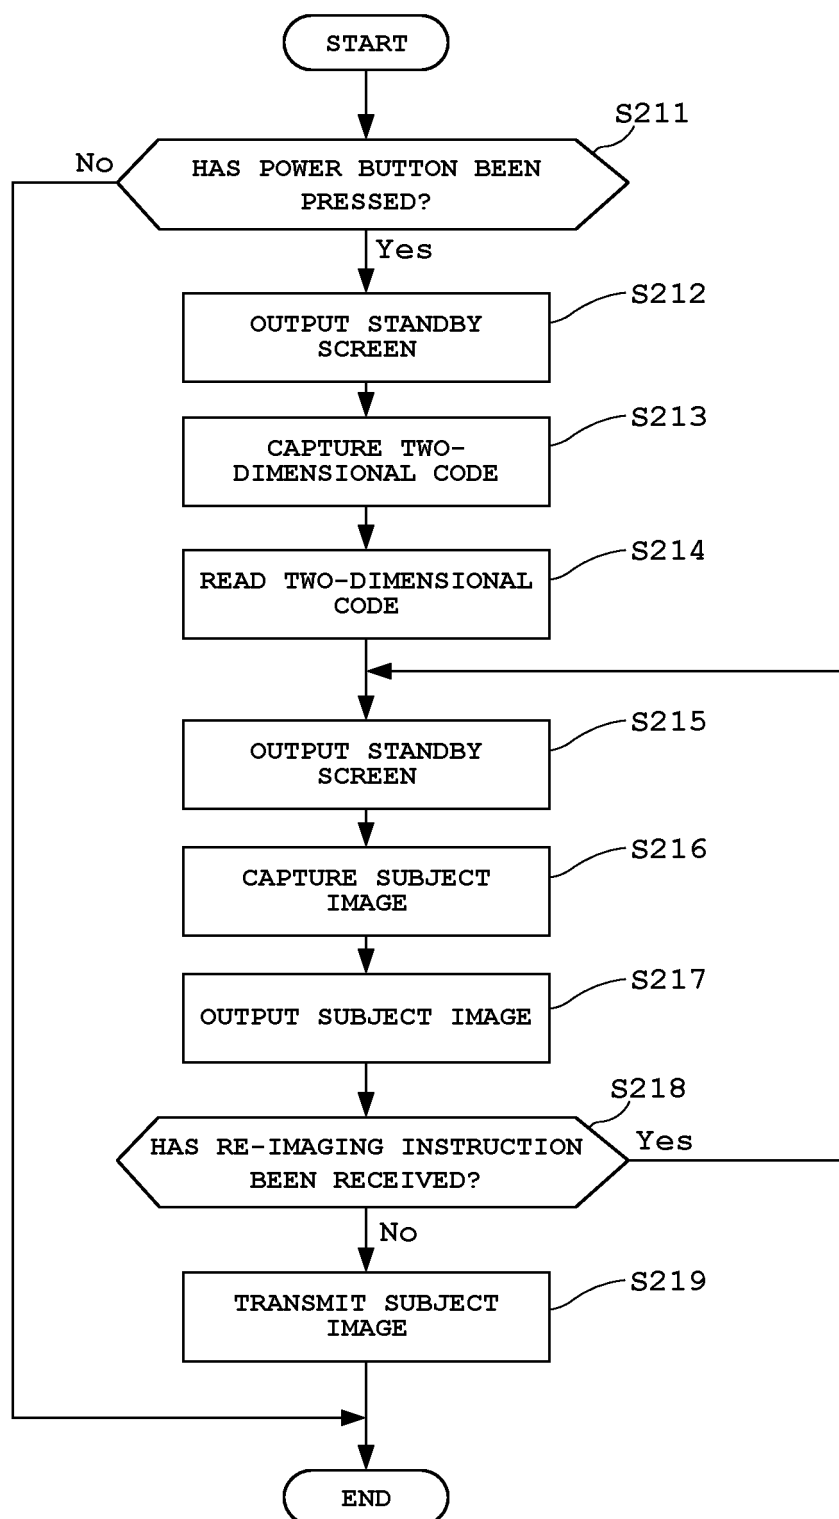 START
S211
No
HAS POWER BUTTON BEEN
PRESSED?
Yes
S212
OUTPUT STANDBY
SCREEN
S213
CAPTURE TWO-
DIMENSIONAL CODE
S214
READ TWO-DIMENSIONAL
CODE
S215
OUTPUT STANDBY
SCREEN
S216
CAPTURE SUBJECT
IMAGE
S217
OUTPUT SUBJECT IMAGE
S218
HAS RE-IMAGING INSTRUCTION
BEEN RECEIVED?
Yes
No
S219
TRANSMIT SUBJECT
IMAGE
END